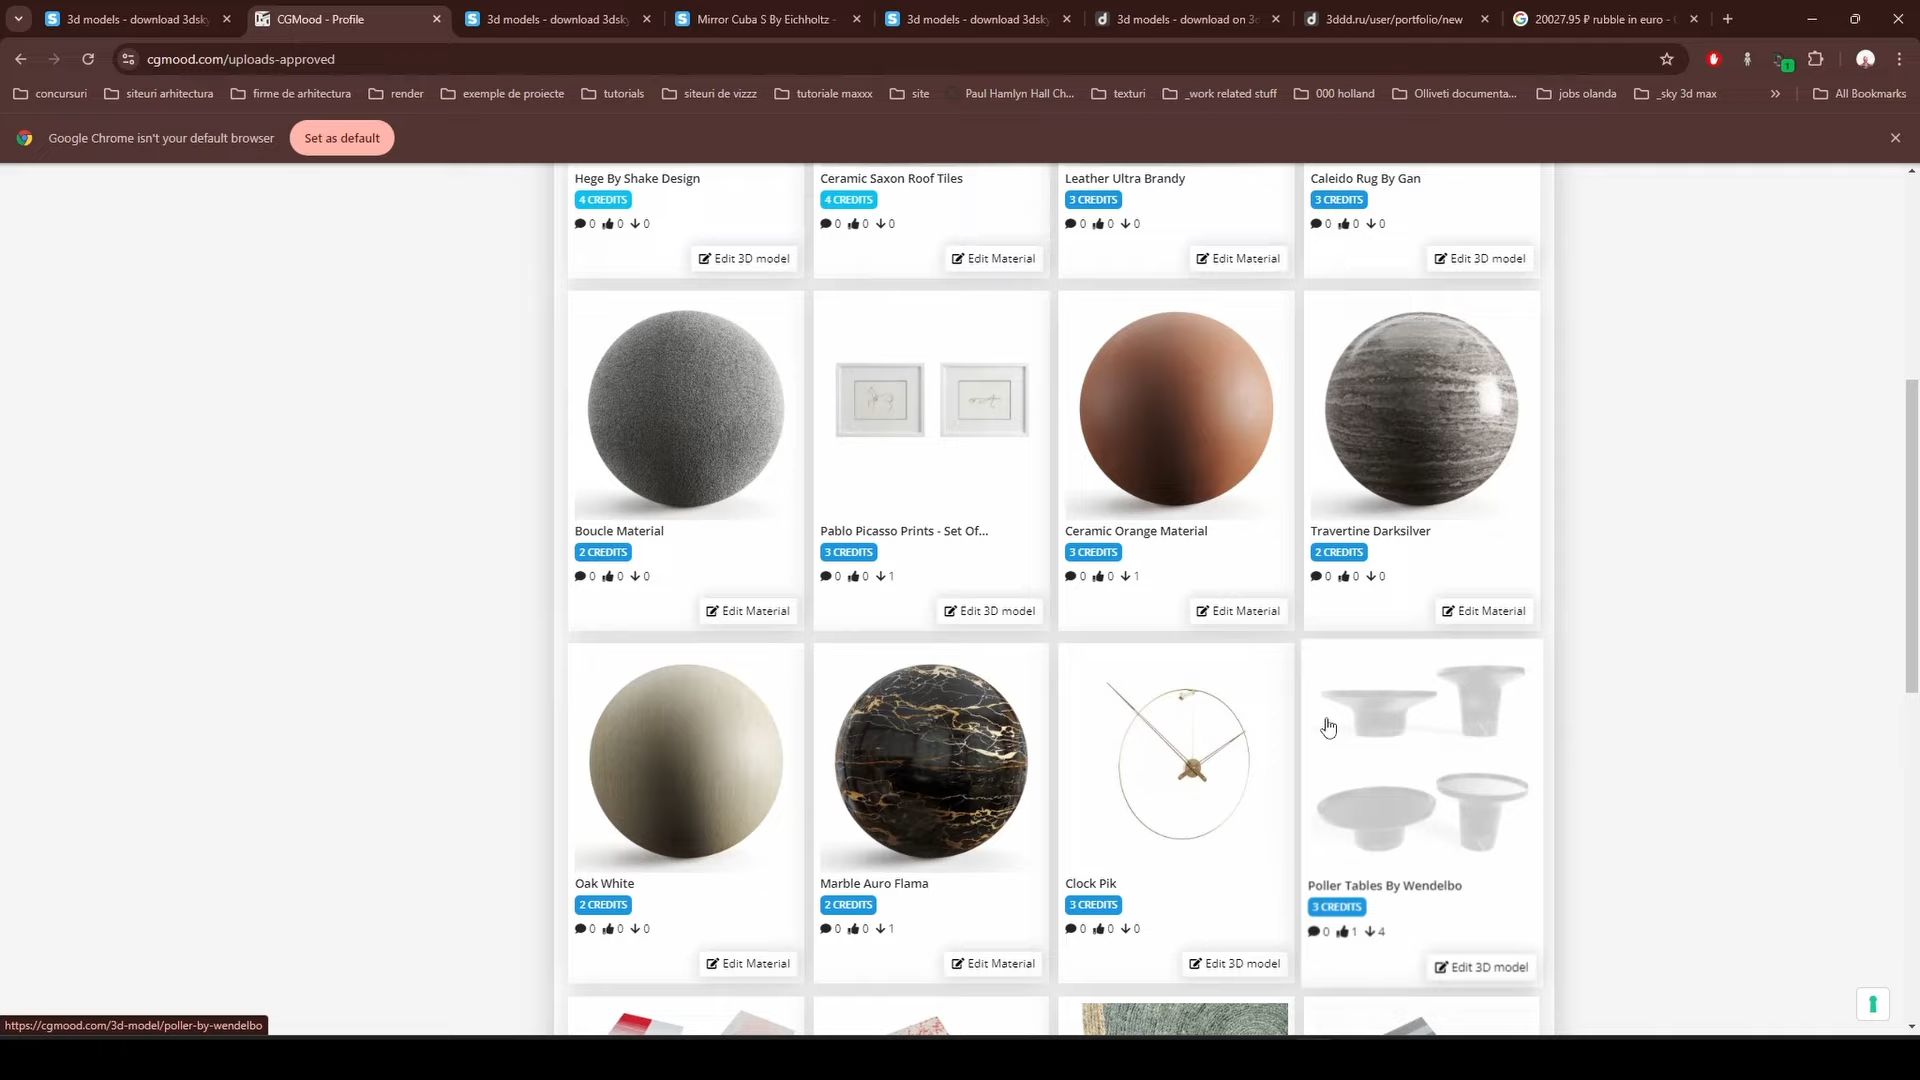 3d models - download 3dsk
CGMood - Profile
3d models - download 3dsky
Mirror Cuba S By Eichholtz -
3d models - download 3dsky
3d models - download on 3d
3ddd.ru/user/portfolio/new
20027.95 ₽ rubble in euro -
cgmood.com/uploads-approved
1
concursuri
siteuri arhitectura
firme de arhitectura
render
exemple de proiecte
tutorials
siteuri de vizzz
tutoriale maxxx
site
Paul Hamlyn Hall Ch...
texturi
_work related stuff
000 holland
Olliveti documenta...
jobs olanda
_sky 3d max
»
All Bookmarks
Google Chrome isn't your default browser
Set as default
Hege By Shake Design
Ceramic Saxon Roof Tiles
Leather Ultra Brandy
Caleido Rug By Gan
4 CREDITS
4 CREDITS
3 CREDITS
3 CREDITS
0 0 0
0 0 0
0 0 0
0 0 0
Edit 3D model
Edit Material
Edit Material
Edit 3D model
Boucle Material
Pablo Picasso Prints - Set Of...
Ceramic Orange Material
Travertine Darksilver
2 CREDITS
3 CREDITS
3 CREDITS
2 CREDITS
0 0 0
0 0 1
0 0 1
0 0 0
Edit Material
Edit 3D model
Edit Material
Edit Material
Oak White
Marble Auro Flama
Clock Pik
Poller Tables By Wendelbo
2 CREDITS
2 CREDITS
3 CREDITS
3 CREDITS
0 0 0
0 0 1
0 0 0
0 1 4
Edit Material
Edit Material
Edit 3D model
Edit 3D model
https://cgmood.com/3d-model/poller-by-wendelbo